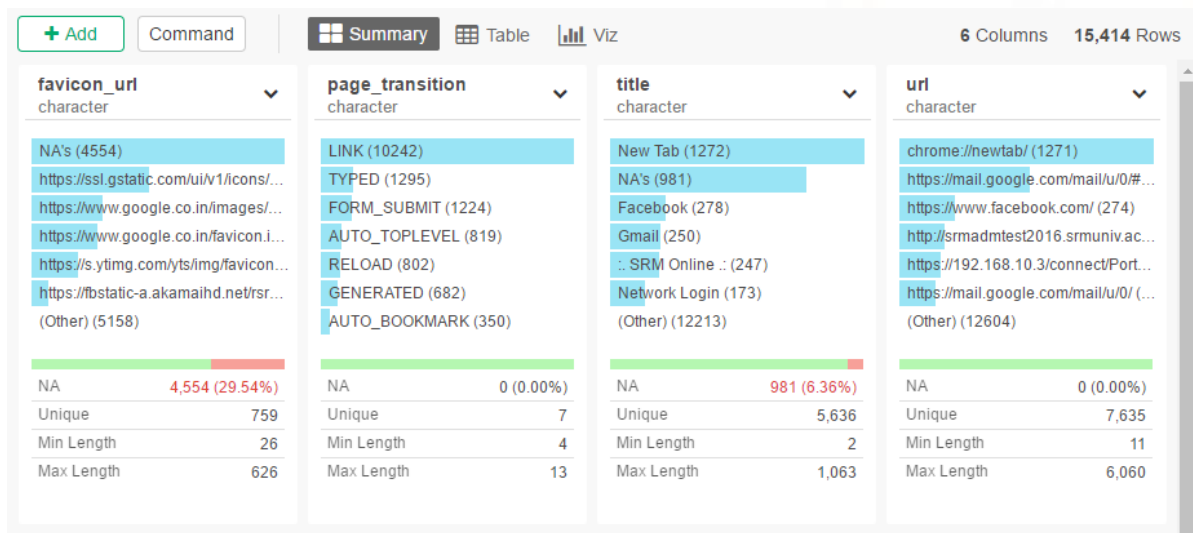 + Add Command Summary Table Viz 6 Columns 15,414 Rows
favicon_url
character
NA's (4554)
https://ssl.gstatic.com/ui/v1/icons/...
https://www.google.co.in/images/...
https://www.google.co.in/favicon.i...
https://s.ytimg.com/yts/img/favicon...
https://fbstatic-a.akamaihd.net/rsr...
(Other) (5158)
NA 4,554 (29.54%)
Unique 759
Min Length 26
Max Length 626
page_transition
character
LINK (10242)
TYPED (1295)
FORM_SUBMIT (1224)
AUTO_TOPLEVEL (819)
RELOAD (802)
GENERATED (682)
AUTO_BOOKMARK (350)
NA 0 (0.00%)
Unique 7
Min Length 4
Max Length 13
title
character
New Tab (1272)
NA's (981)
Facebook (278)
Gmail (250)
:. SRM Online .: (247)
Network Login (173)
(Other) (12213)
NA 981 (6.36%)
Unique 5,636
Min Length 2
Max Length 1,063
url
character
chrome://newtab/ (1271)
https://mail.google.com/mail/u/0/#...
https://www.facebook.com/ (274)
http://srmadmtest2016.srmuniv.ac...
https://192.168.10.3/connect/Port...
https://mail.google.com/mail/u/0/ (...
(Other) (12604)
NA 0 (0.00%)
Unique 7,635
Min Length 11
Max Length 6,060